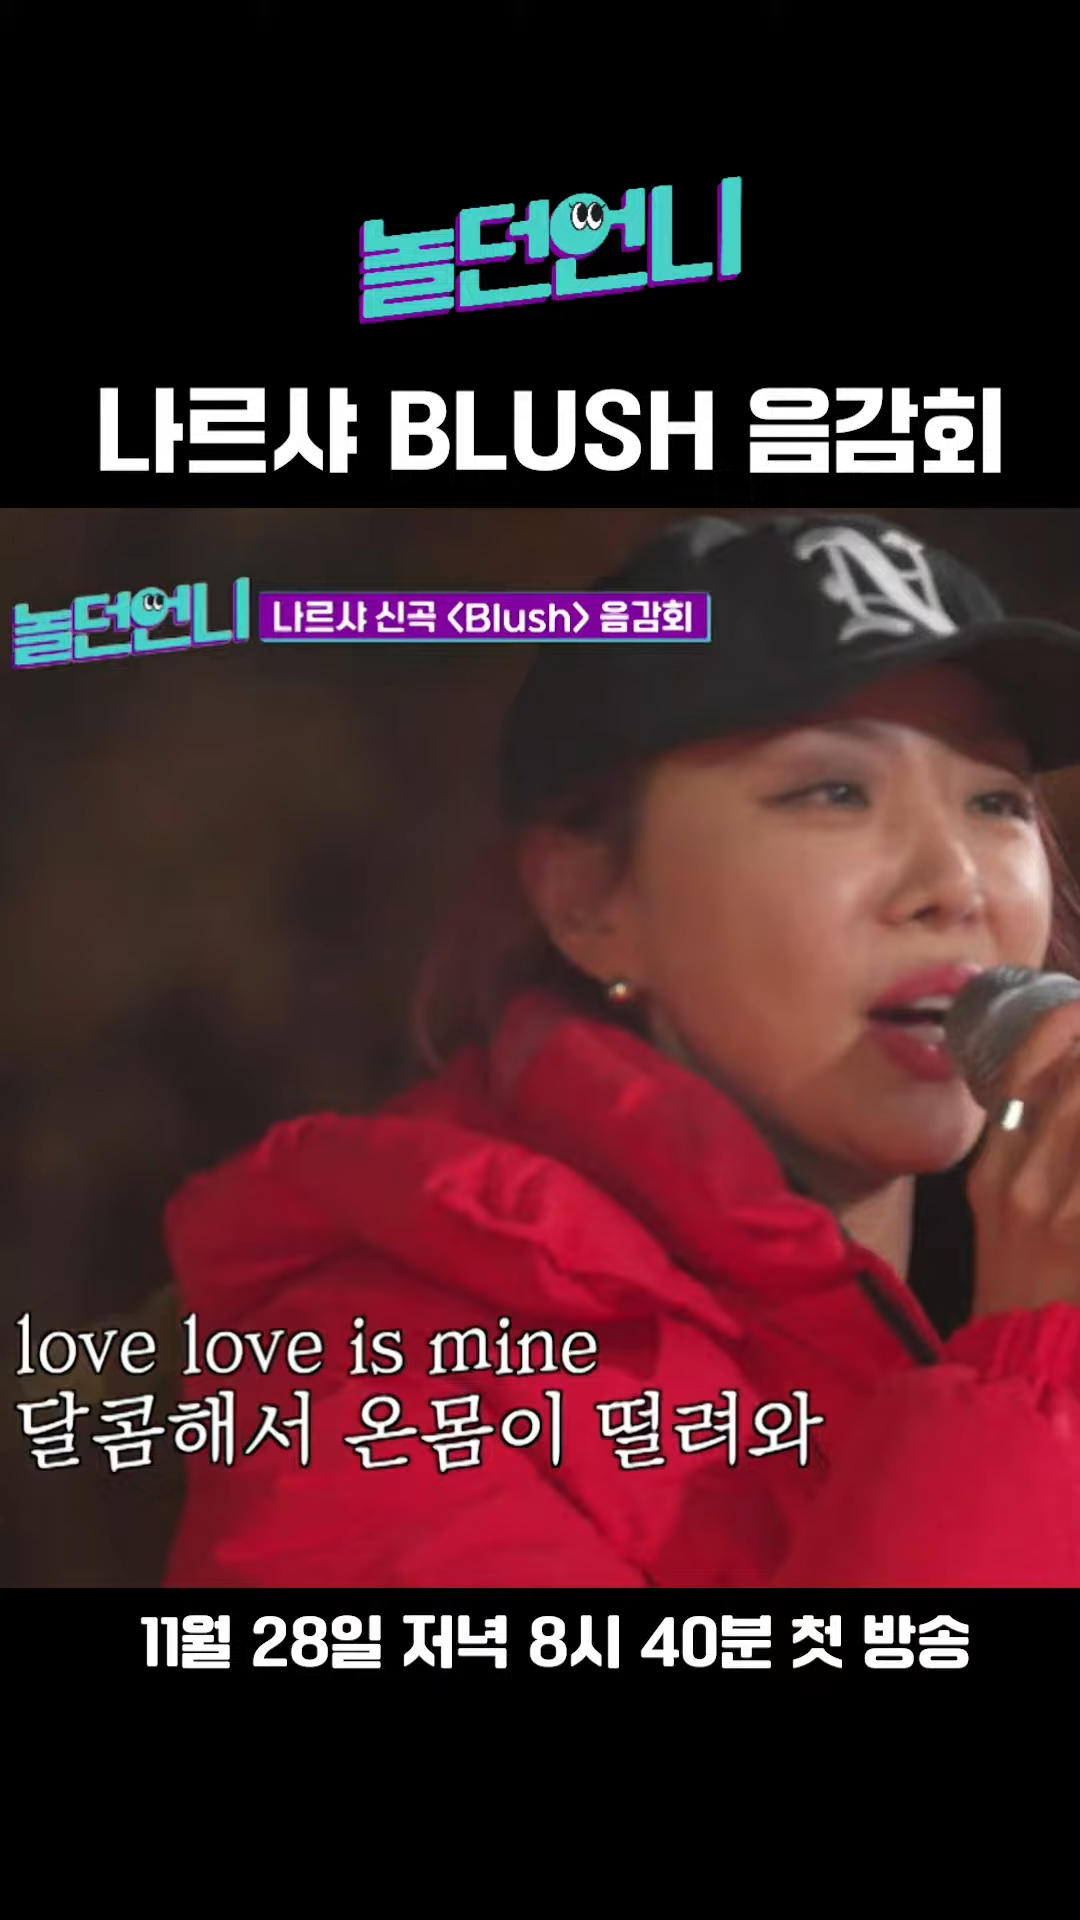 놀던언니
나르샤 BLUSH 음감회
놀던언니
나르샤 신곡 <Blush> 음감회
love love is mine
달콤해서 온몸이 떨려와
11월 28일 저녁 8시 40분 첫 방송